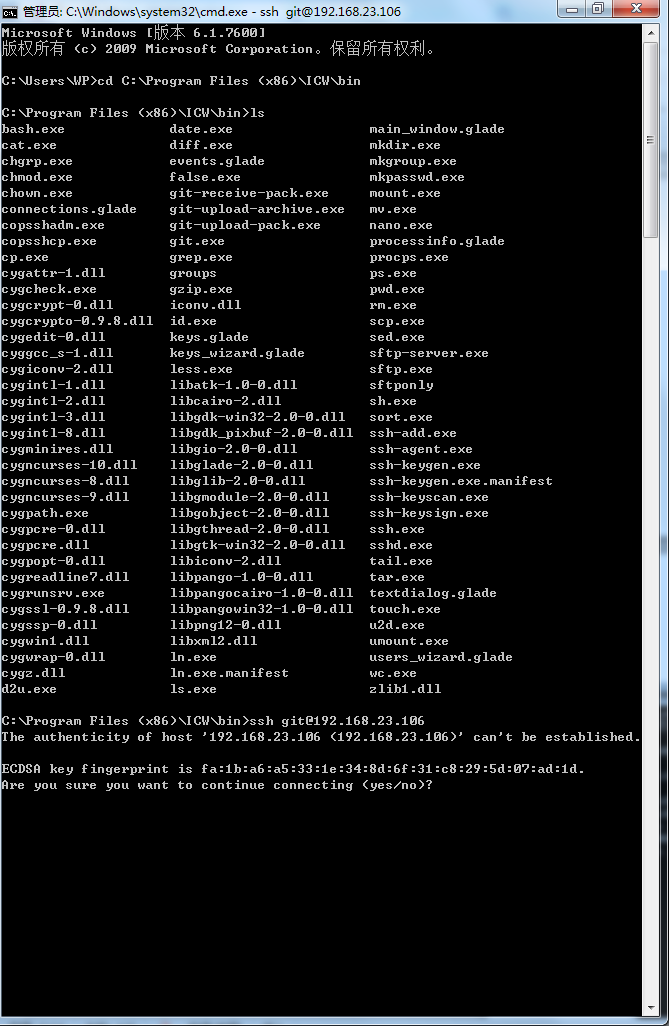 管理员: C:\Windows\system32\cmd.exe - ssh  git@192.168.23.106
Microsoft Windows [版本 6.1.7600]
版权所有 (c) 2009 Microsoft Corporation。保留所有权利。
C:\Users\WP>cd C:\Program Files (x86)\ICW\bin
C:\Program Files (x86)\ICW\bin>ls
bash.exe             date.exe                main_window.glade
cat.exe              diff.exe                mkdir.exe
chgrp.exe            events.glade            mkgroup.exe
chmod.exe            false.exe               mkpasswd.exe
chown.exe            git-receive-pack.exe    mount.exe
connections.glade    git-upload-archive.exe  mv.exe
copsshadm.exe        git-upload-pack.exe     nano.exe
copsshcp.exe         git.exe                 processinfo.glade
cp.exe               grep.exe                procps.exe
cygattr-1.dll        groups                  ps.exe
cygcheck.exe         gzip.exe                pwd.exe
cygcrypt-0.dll       iconv.dll               rm.exe
cygcrypto-0.9.8.dll  id.exe                  scp.exe
cygedit-0.dll        keys.glade              sed.exe
cyggcc_s-1.dll       keys_wizard.glade       sftp-server.exe
cygiconv-2.dll       less.exe                sftp.exe
cygintl-1.dll        libatk-1.0-0.dll        sftponly
cygintl-2.dll        libcairo-2.dll          sh.exe
cygintl-3.dll        libgdk-win32-2.0-0.dll  sort.exe
cygintl-8.dll        libgdk_pixbuf-2.0-0.dll  ssh-add.exe
cygminires.dll       libgio-2.0-0.dll        ssh-agent.exe
cygncurses-10.dll    libglade-2.0-0.dll      ssh-keygen.exe
cygncurses-8.dll     libglib-2.0-0.dll       ssh-keygen.exe.manifest
cygncurses-9.dll     libgmodule-2.0-0.dll    ssh-keyscan.exe
cygpath.exe          libgobject-2.0-0.dll    ssh-keysign.exe
cygpcre-0.dll        libgthread-2.0-0.dll    ssh.exe
cygpcre.dll          libgtk-win32-2.0-0.dll  sshd.exe
cygpopt-0.dll        libiconv-2.dll          tail.exe
cygreadline7.dll     libpango-1.0-0.dll      tar.exe
cygrunsrv.exe        libpangocairo-1.0-0.dll  textdialog.glade
cygssl-0.9.8.dll     libpangowin32-1.0-0.dll  touch.exe
cygssp-0.dll         libpng12-0.dll          u2d.exe
cygwin1.dll          libxml2.dll             umount.exe
cygwrap-0.dll        ln.exe                  users_wizard.glade
cygz.dll             ln.exe.manifest         wc.exe
d2u.exe              ls.exe                  zlib1.dll
C:\Program Files (x86)\ICW\bin>ssh git@192.168.23.106
The authenticity of host '192.168.23.106 (192.168.23.106)' can't be established.
ECDSA key fingerprint is fa:1b:a6:a5:33:1e:34:8d:6f:31:c8:29:5d:07:ad:1d.
Are you sure you want to continue connecting (yes/no)?